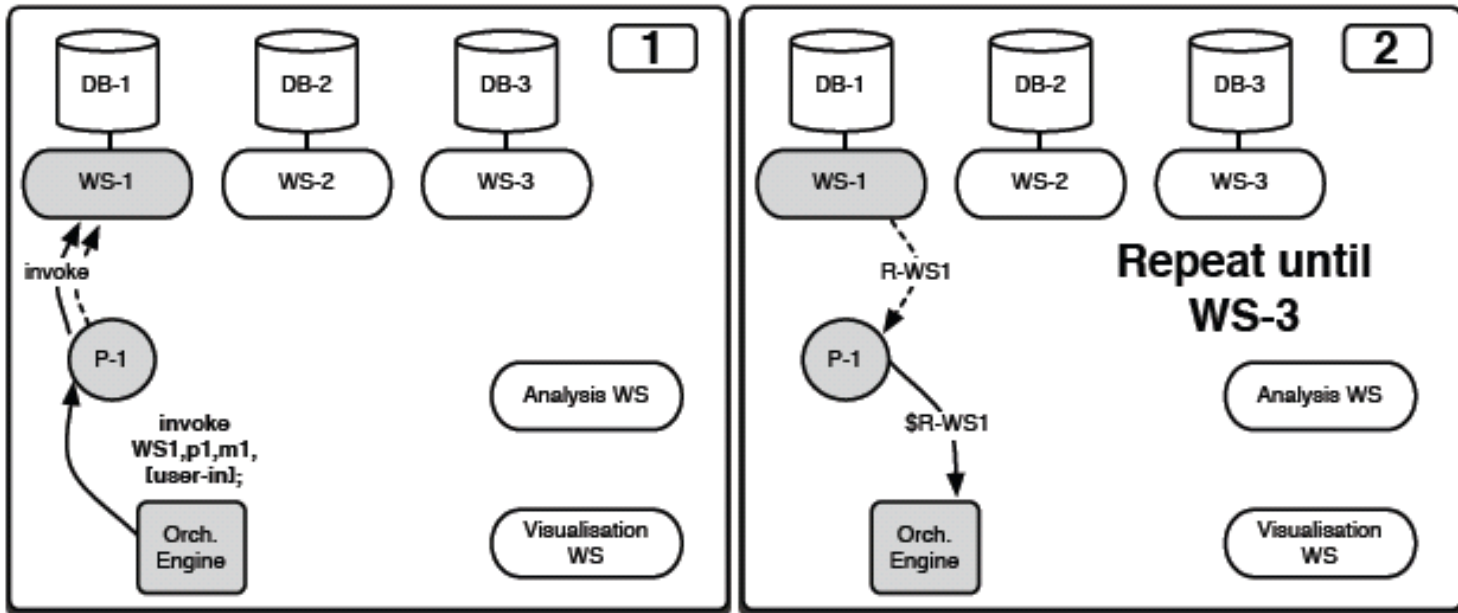 1
DB-1
DB-2
DB-3
WS-1
WS-2
WS-3
invoke
P-1
Analysis WS
invoke
WS1,p1,m1,
[user-in];
Orch.
Engine
Visualisation
WS
2
DB-1
DB-2
DB-3
WS-1
WS-2
WS-3
R-WS1
Repeat until
WS-3
P-1
Analysis WS
$R-WS1
Orch.
Engine
Visualisation
WS